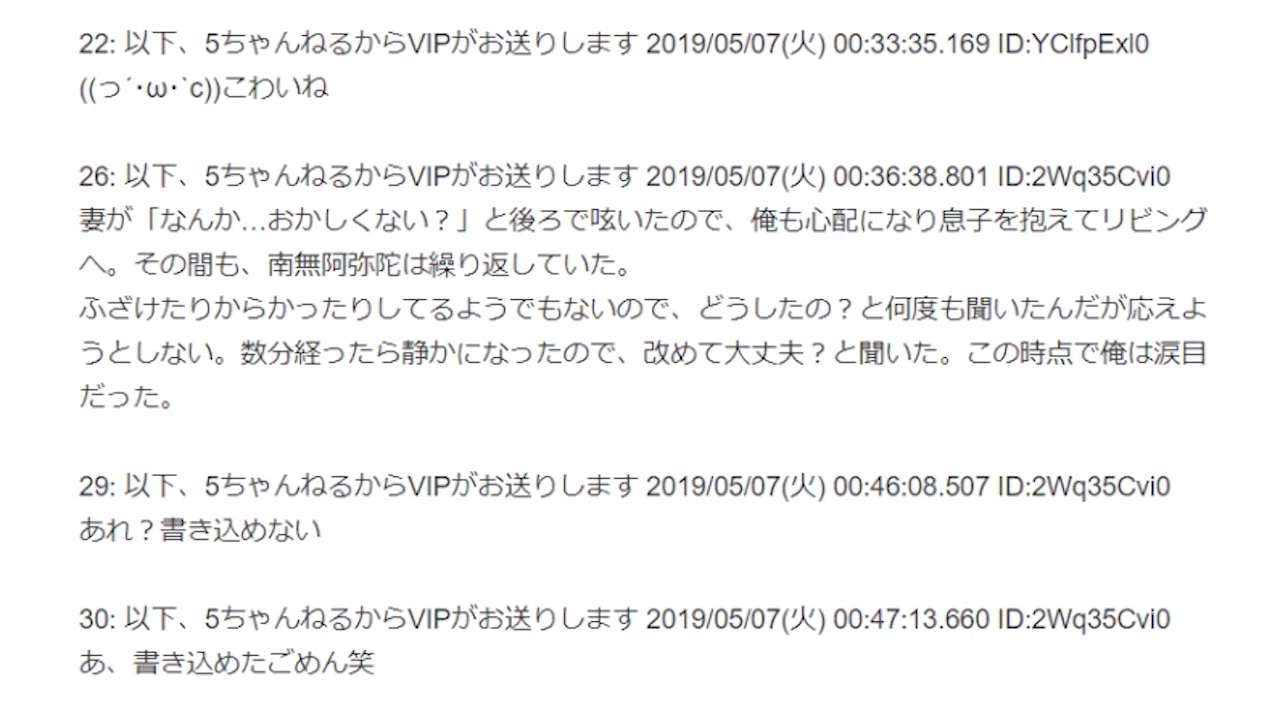 22: 以下、5ちゃんねるからVIPがお送りします 2019/05/07(火) 00:33:35.169 ID:YClfpExl0
((っ´･ω･`c))こわいね
26: 以下、5ちゃんねるからVIPがお送りします 2019/05/07(火) 00:36:38.801 ID:2Wq35Cvi0
妻が「なんか…おかしくない？」と後ろで呟いたので、俺も心配になり息子を抱えてリビング
へ。その間も、南無阿弥陀は繰り返していた。
ふざけたりからかったりしてるようでもないので、どうしたの？と何度も聞いたんだが応えよ
うとしない。数分経ったら静かになったので、改めて大丈夫？と聞いた。この時点で俺は涙目
だった。
29: 以下、5ちゃんねるからVIPがお送りします 2019/05/07(火) 00:46:08.507 ID:2Wq35Cvi0
あれ？書き込めない
30: 以下、5ちゃんねるからVIPがお送りします 2019/05/07(火) 00:47:13.660 ID:2Wq35Cvi0
あ、書き込めたごめん笑